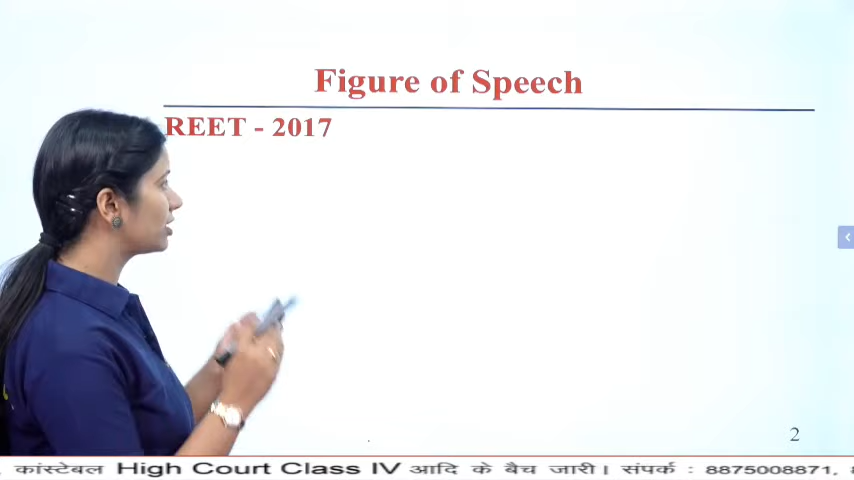 Figure of Speech
REET - 2017
2
कांस्टेबल High Court Class IV आदि के बैच जारी। संपर्क : 8875008871,